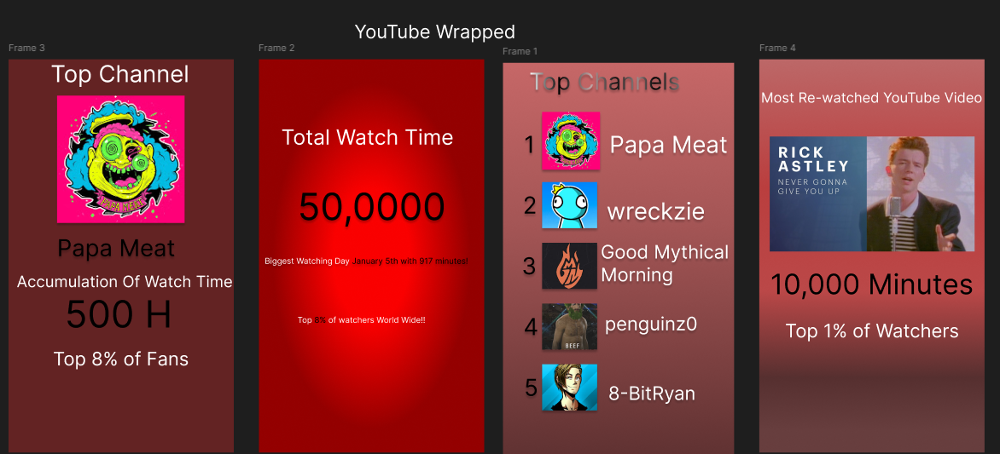 YouTube Wrapped
Frame 3
Top Channel
PAPA MEAT
Papa Meat
Accumulation Of Watch Time
500 H
Top 8% of Fans
Frame 2
Total Watch Time
50,0000
Biggest Watching Day January 5th with 917 minutes!
Top 3% of watchers World Wide!!
Frame 1
Top Channels
1 Papa Meat
2 wreckzie
3 MGM Good Mythical
Morning
4 BEEF penguinz0
5 8-BitRyan
Frame 4
Most Re-watched YouTube Video
RICK
ASTLEY
NEVER GONNA
GIVE YOU UP
10,000 Minutes
Top 1% of Watchers